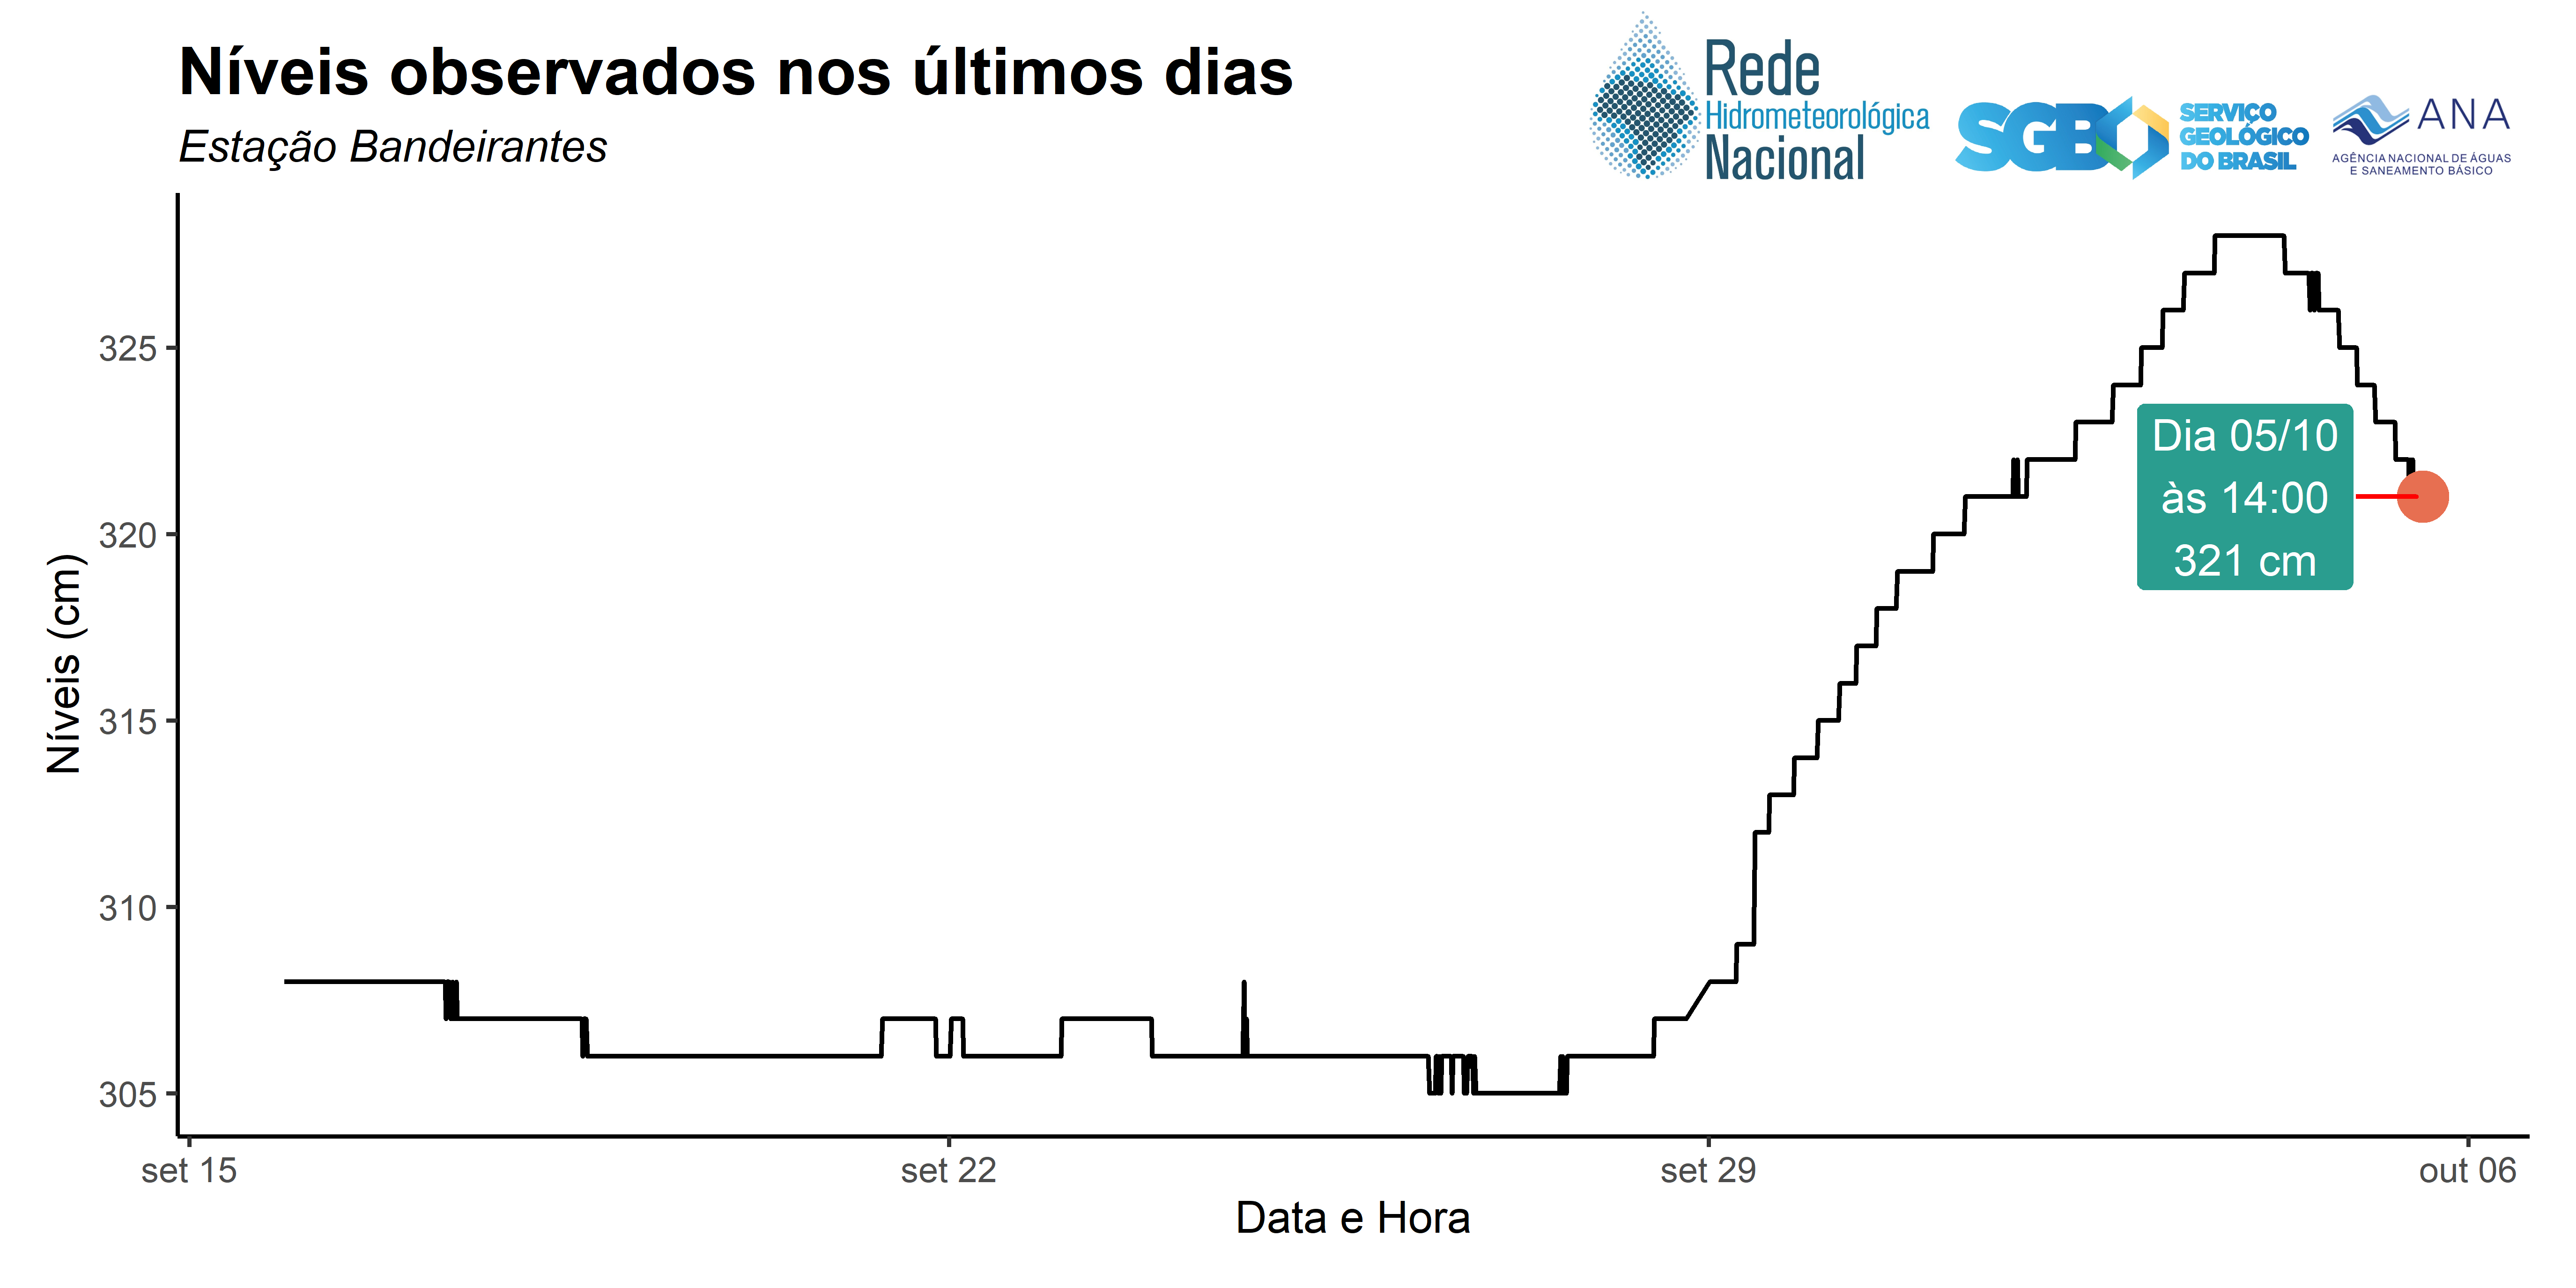 Níveis observados nos últimos dias
Estação Bandeirantes
Rede
Hidrometeorológica
Nacional
SGB
SERVIÇO
GEOLÓGICO
DO BRASIL
ANA
AGÊNCIA NACIONAL DE ÁGUAS
E SANEAMENTO BÁSICO
325
320
315
310
305
Níveis (cm)
Dia 05/10
às 14:00
321 cm
set 15
set 22
set 29
out 06
Data e Hora